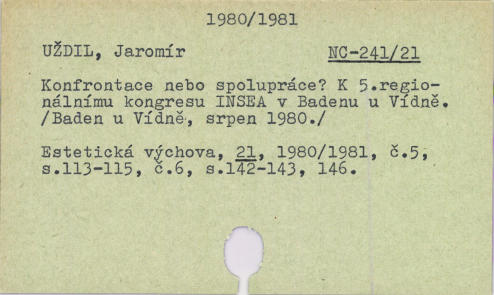 1980/1981
UŽDIL, Jaromír NC-241/21
Konfrontace nebo spolupráce? K 5.regio-
nálnímu kongresu INSEA v Badenu u Vídně.
/Baden u Vídně, srpen 1980./
Estetická výchova, 21, 1980/1981, č.5,
s.113-115, č.6, s.142-143, 146.